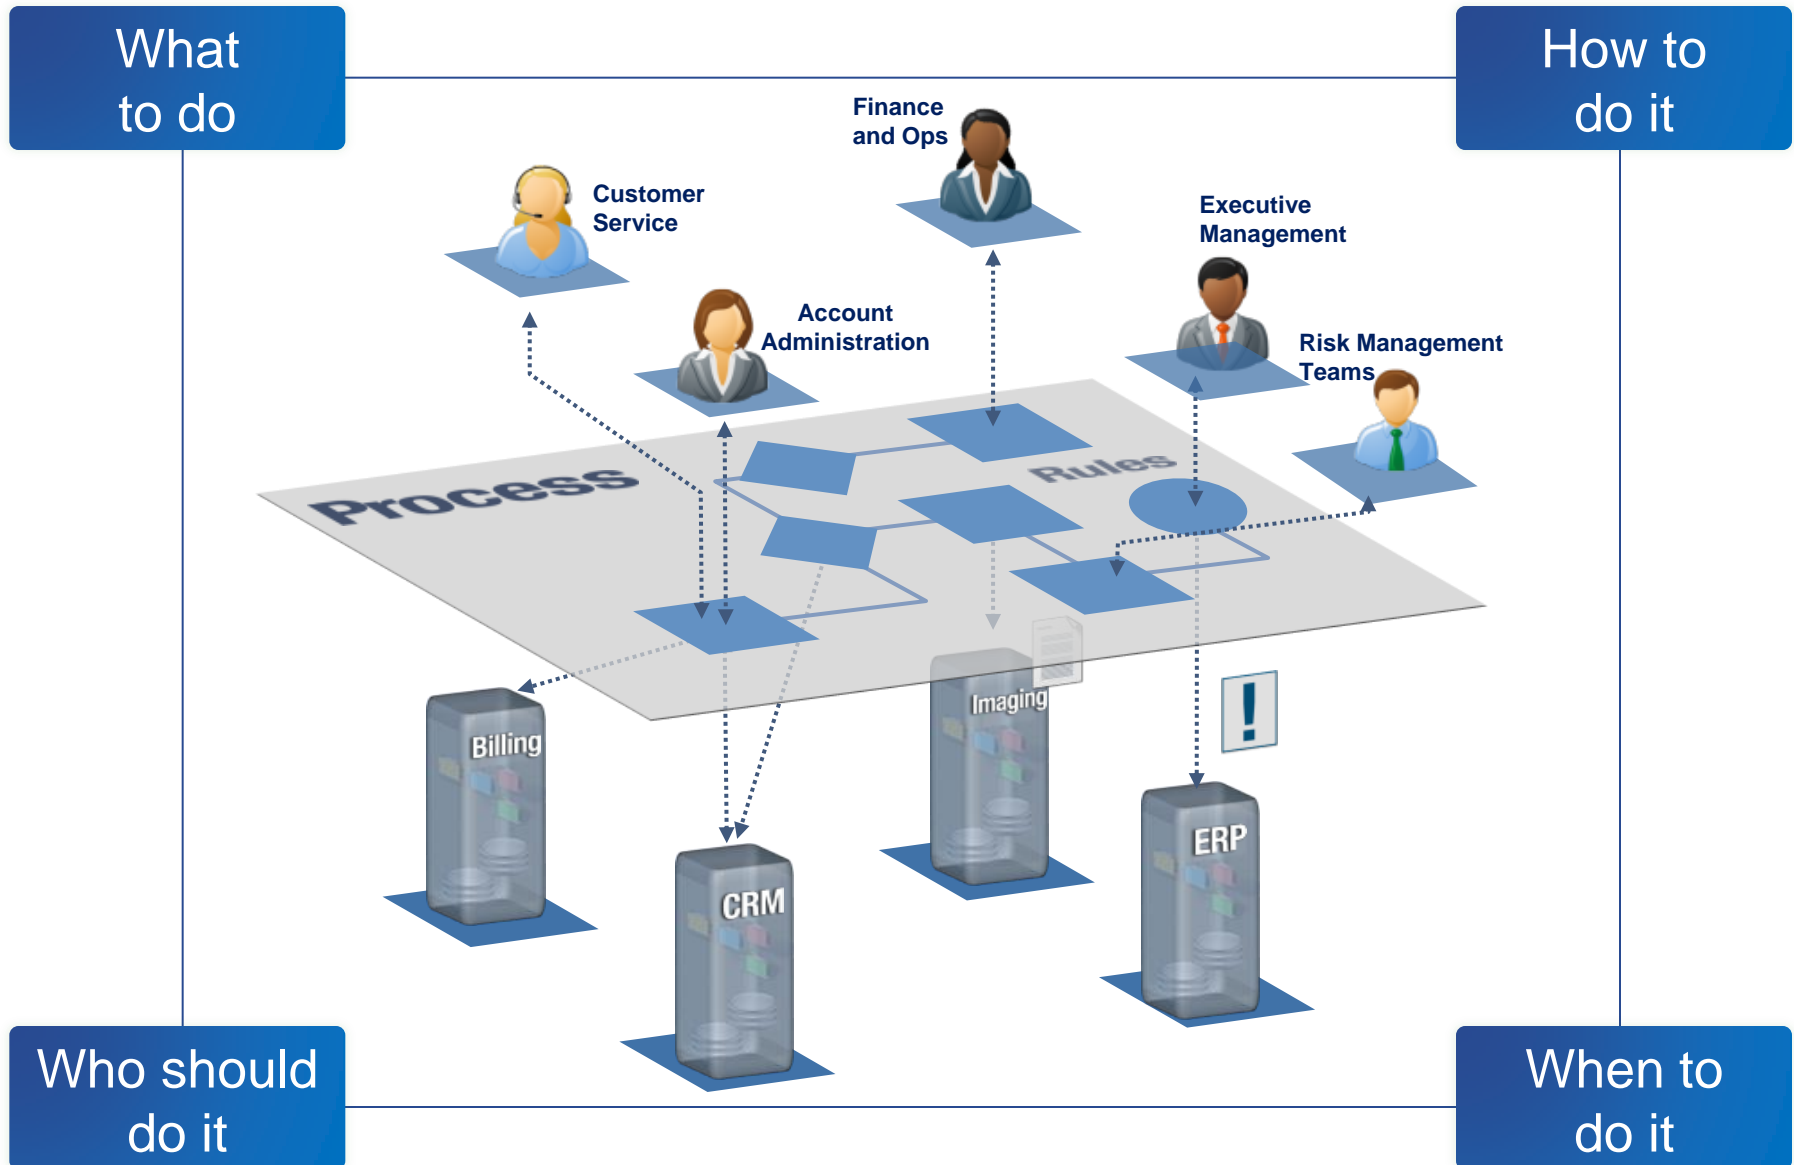 What
to do
How to
do it
Finance
and Ops
Customer
Service
Executive
Management
Account
Administration
Risk Management
Teams
Process
Rules
Imaging
Billing
!
ERP
CRM
Who should
do it
When to
do it